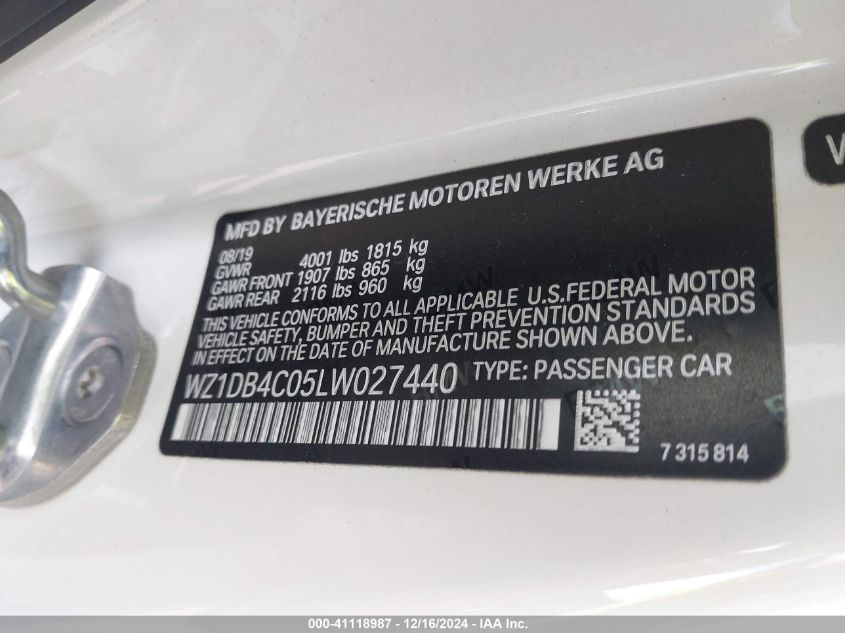 MFD BY BAYERISCHE MOTOREN WERKE AG
08/19
GVWR 4001 lbs 1815 kg
GAWR FRONT 1907 lbs 865 kg
GAWR REAR 2116 lbs 960 kg
THIS VEHICLE CONFORMS TO ALL APPLICABLE U.S.FEDERAL MOTOR
VEHICLE SAFETY, BUMPER AND THEFT PREVENTION STANDARDS
IN EFFECT ON THE DATE OF MANUFACTURE SHOWN ABOVE.
WZ1DB4C05LW027440 TYPE: PASSENGER CAR
7 315 814
000-41118987 - 12/16/2024 - IAA Inc.